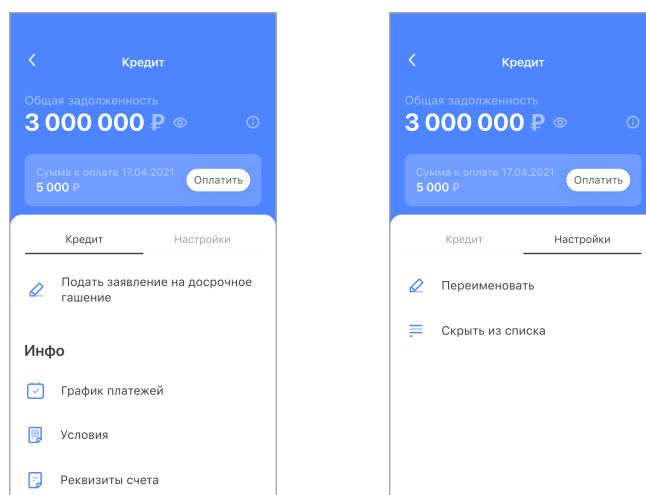 Кредит
Общая задолженность
3 000 000 ₽
Сумма к оплате 17.04.2021
5 000 ₽
Оплатить
Кредит
Настройки
Подать заявление на досрочное
гашение
Инфо
График платежей
Условия
Реквизиты счета
Кредит
Общая задолженность
3 000 000 ₽
Сумма к оплате 17.04.2021
5 000 ₽
Оплатить
Кредит
Настройки
Переименовать
Скрыть из списка